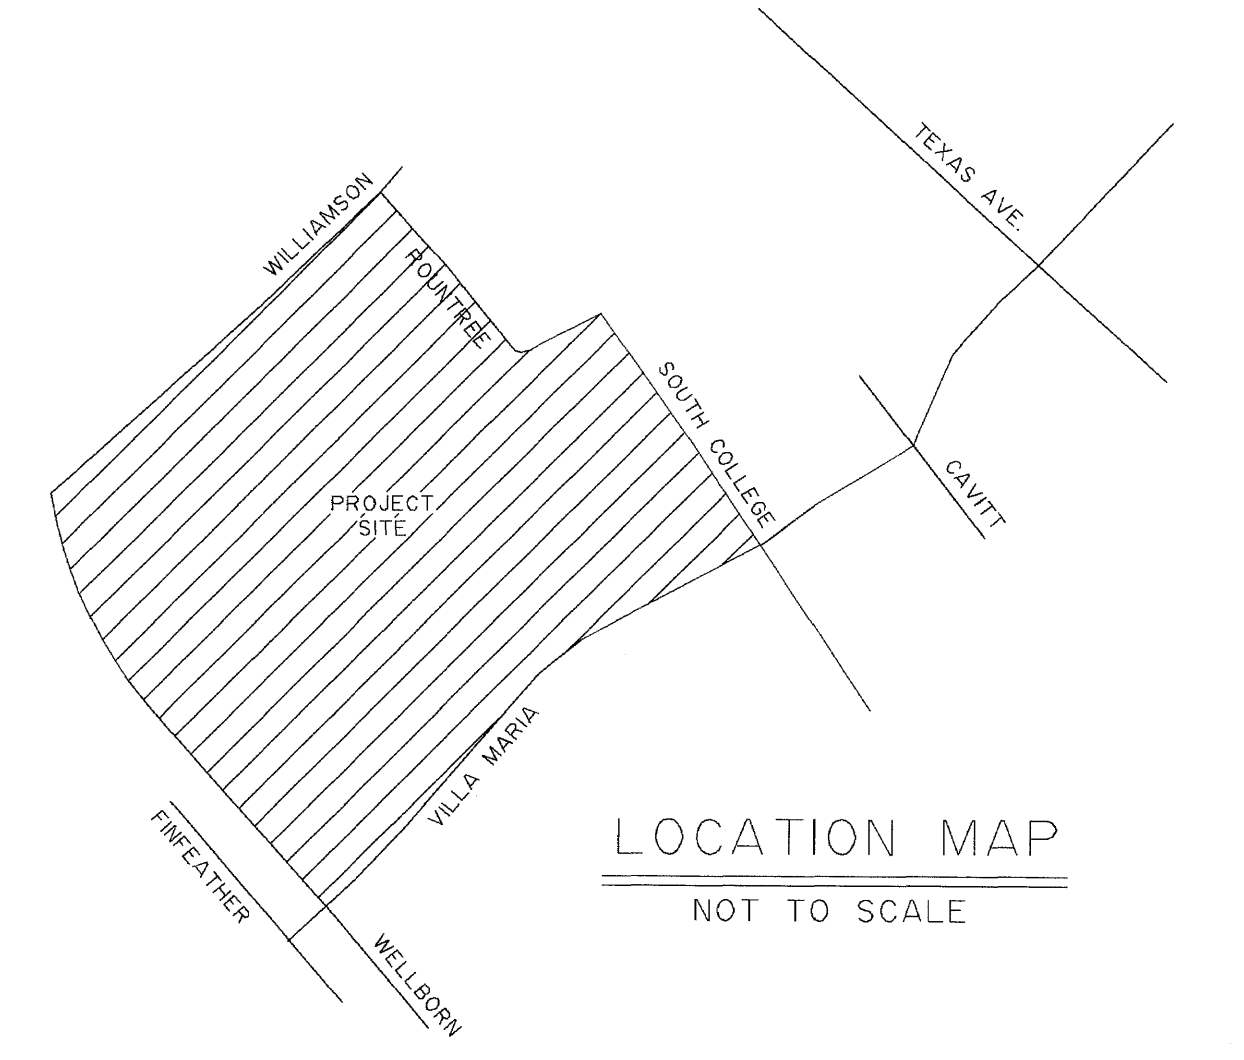 TEXAS AVE.
WILLIAMSON
ROUNTREE
SOUTH COLLEGE
CAVITT
PROJECT
SITE
VILLA MARIA
FINFEATHER
WELLBORN
LOCATION MAP
NOT TO SCALE